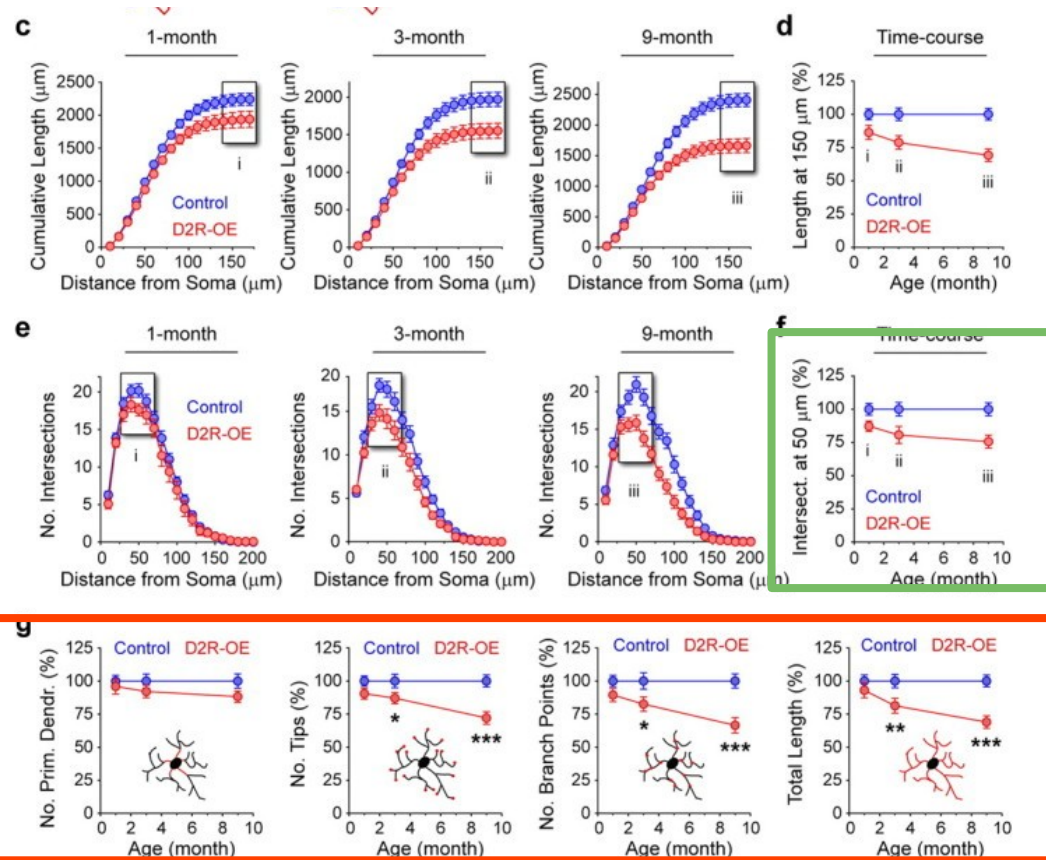 c
1-month
3-month
9-month
d
Time-course
Cumulative Length (μm)
2500
2000
1500
1000
500
0
i
Control
D2R-OE
0 50 100 150
Distance from Soma (μm)
Cumulative Length (μm)
2000
1500
1000
500
0
ii
0 50 100 150
Distance from Soma (μm)
Cumulative Length (μm)
2500
2000
1500
1000
500
0
iii
0 50 100 150
Distance from Soma (μm)
Length at 150 μm (%)
125
100
75
50
25
0
i
ii
iii
Control
D2R-OE
0 2 4 6 8 10
Age (month)
e
1-month
3-month
9-month
f
Time-course
No. Intersections
20
15
10
5
0
i
Control
D2R-OE
0 50 100 150 200
Distance from Soma (μm)
No. Intersections
20
15
10
5
0
ii
0 50 100 150 200
Distance from Soma (μm)
No. Intersections
20
15
10
5
0
iii
0 50 100 150 200
Distance from Soma (μm)
Intersect. at 50 μm (%)
125
100
75
50
25
0
i
ii
iii
Control
D2R-OE
0 2 4 6 8 10
Age (month)
g
No. Prim. Dendr. (%)
125
100
75
50
25
0
Control D2R-OE
0 2 4 6 8 10
Age (month)
No. Tips (%)
125
100
75
50
25
0
Control D2R-OE
*
***
0 2 4 6 8 10
Age (month)
No. Branch Points (%)
125
100
75
50
25
0
Control D2R-OE
*
***
0 2 4 6 8 10
Age (month)
Total Length (%)
125
100
75
50
25
0
Control D2R-OE
**
***
0 2 4 6 8 10
Age (month)